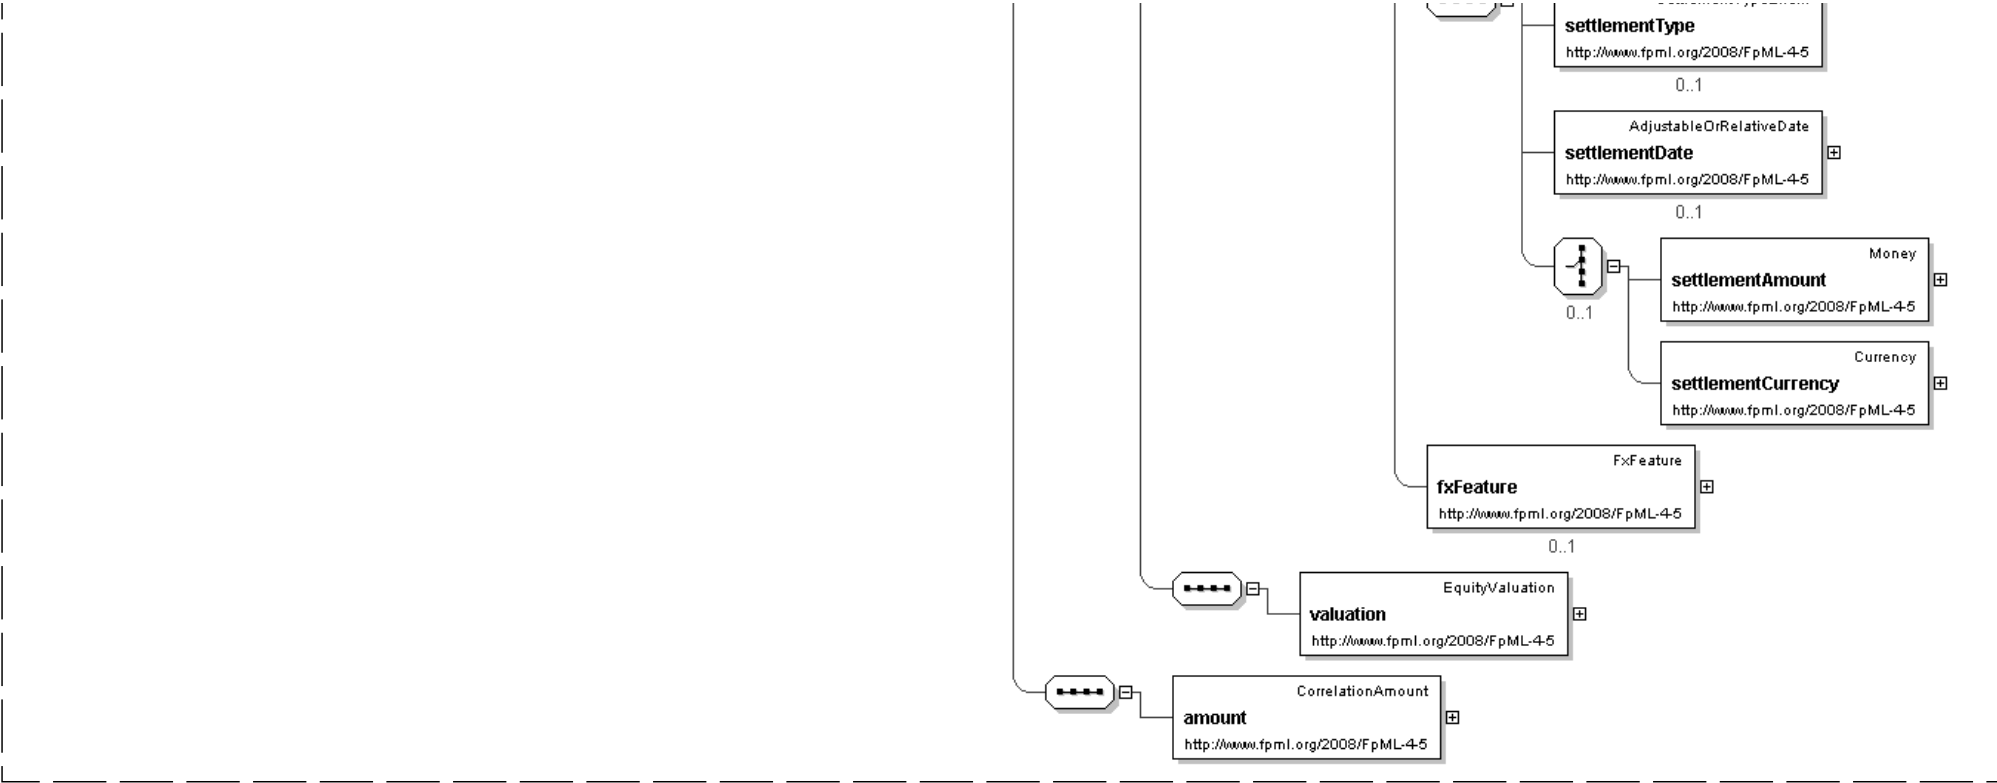 settlementType
http://www.fpml.org/2008/FpML-4-5
0..1
AdjustableOrRelativeDate
settlementDate
http://www.fpml.org/2008/FpML-4-5
0..1
Money
settlementAmount
http://www.fpml.org/2008/FpML-4-5
0..1
Currency
settlementCurrency
http://www.fpml.org/2008/FpML-4-5
FxFeature
fxFeature
http://www.fpml.org/2008/FpML-4-5
0..1
EquityValuation
valuation
http://www.fpml.org/2008/FpML-4-5
CorrelationAmount
amount
http://www.fpml.org/2008/FpML-4-5